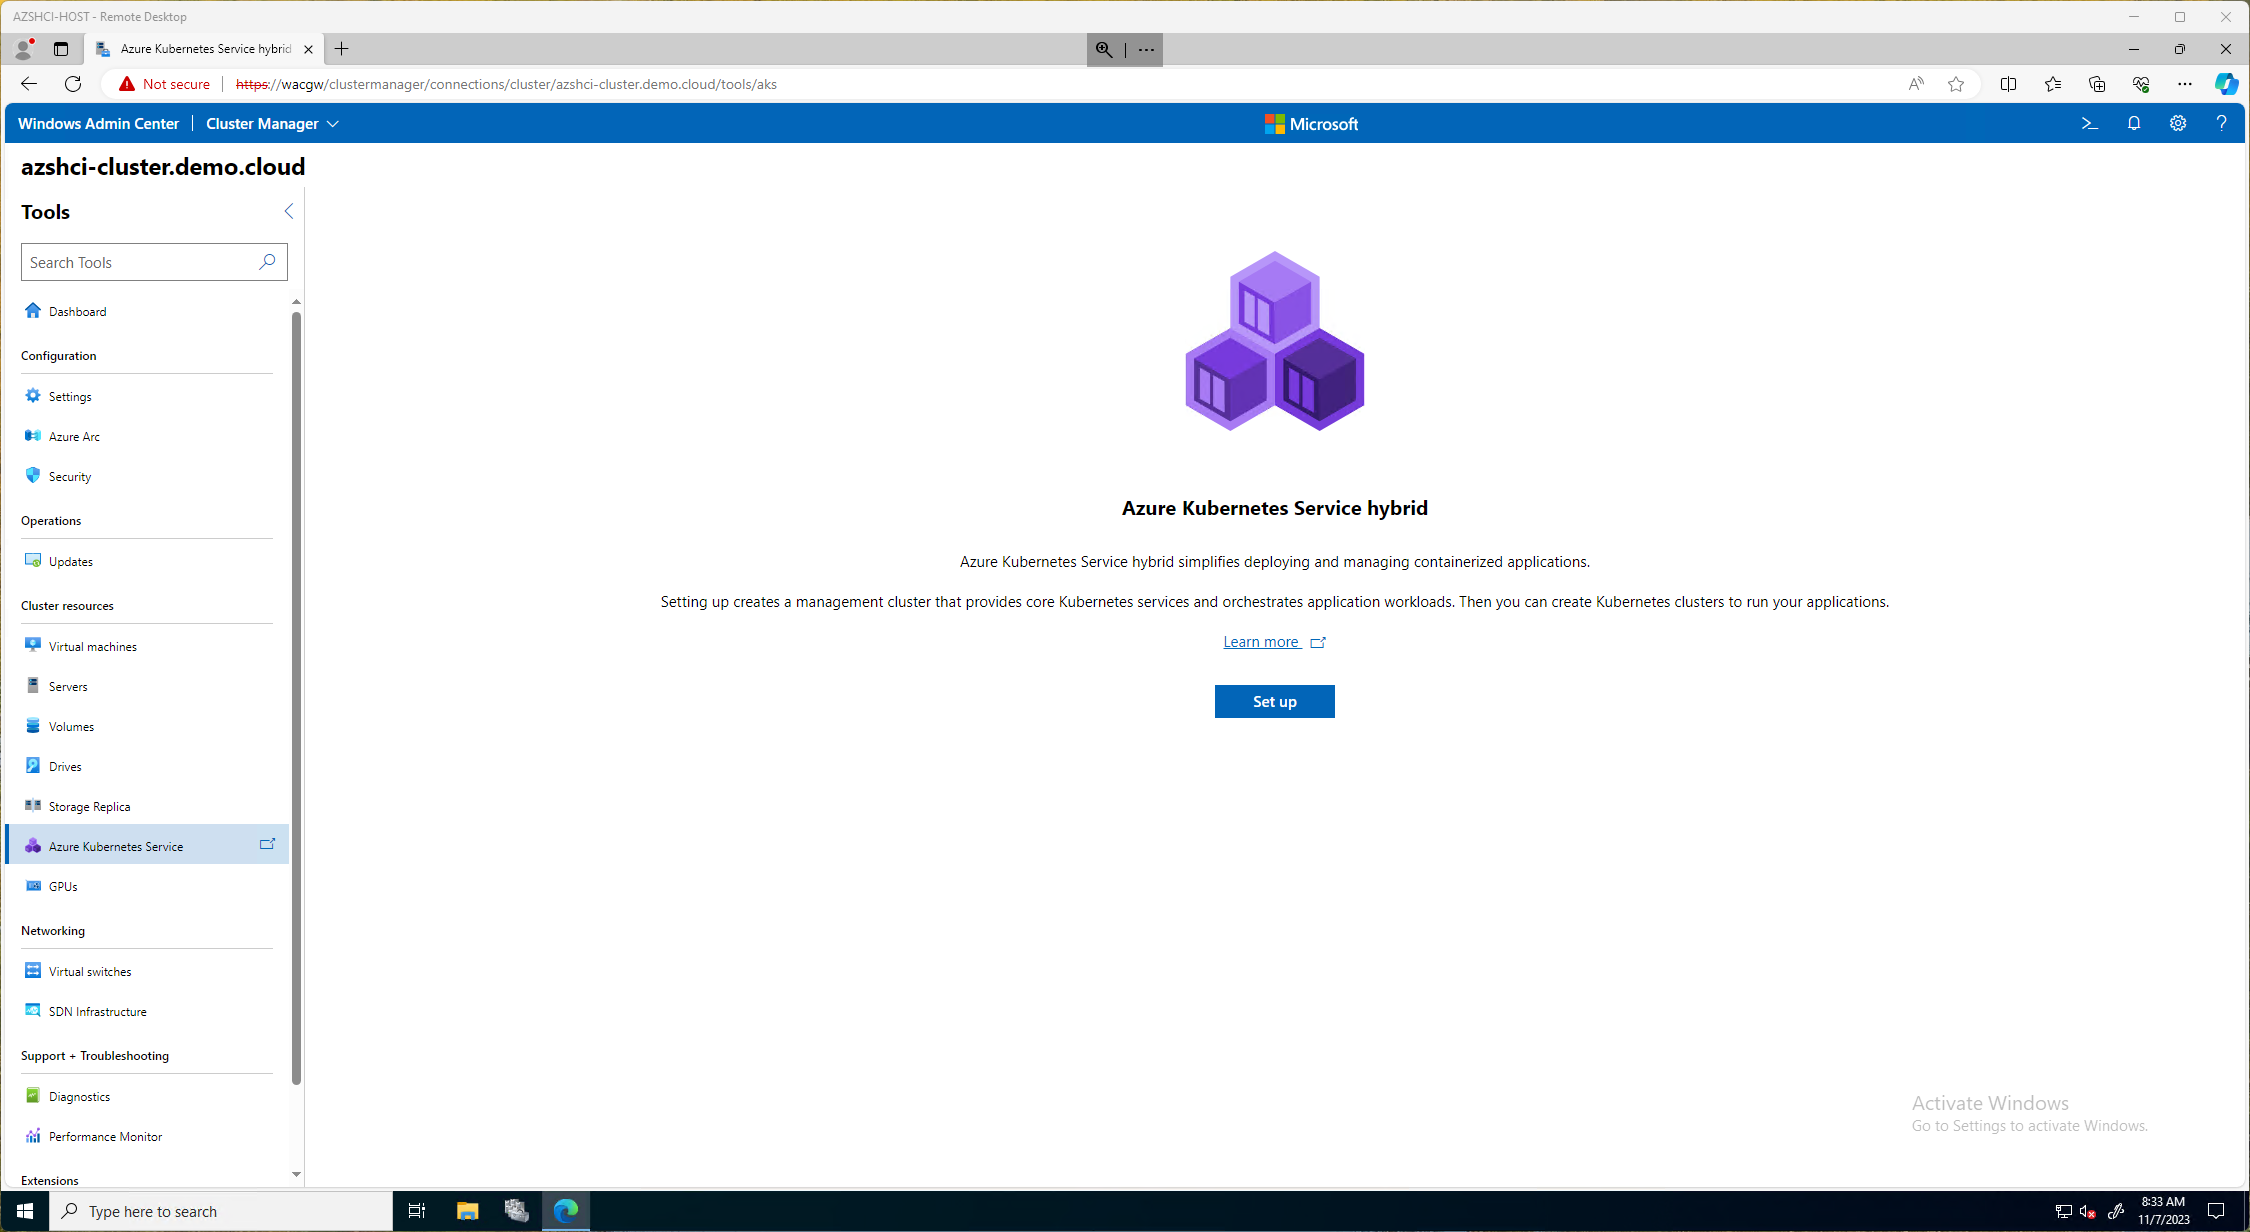 AZSHCI-HOST - Remote Desktop
Azure Kubernetes Service hybrid
Not secure
https://wacgw/clustermanager/connections/cluster/azshci-cluster.demo.cloud/tools/aks
Windows Admin Center
Cluster Manager
Microsoft
azshci-cluster.demo.cloud
Tools
Search Tools
Dashboard
Configuration
Settings
Azure Arc
Security
Operations
Updates
Cluster resources
Virtual machines
Servers
Volumes
Drives
Storage Replica
Azure Kubernetes Service
GPUs
Networking
Virtual switches
SDN Infrastructure
Support + Troubleshooting
Diagnostics
Performance Monitor
Extensions
Azure Kubernetes Service hybrid
Azure Kubernetes Service hybrid simplifies deploying and managing containerized applications.
Setting up creates a management cluster that provides core Kubernetes services and orchestrates application workloads. Then you can create Kubernetes clusters to run your applications.
Learn more
Set up
Activate Windows
Go to Settings to activate Windows.
Type here to search
8:33 AM
11/7/2023